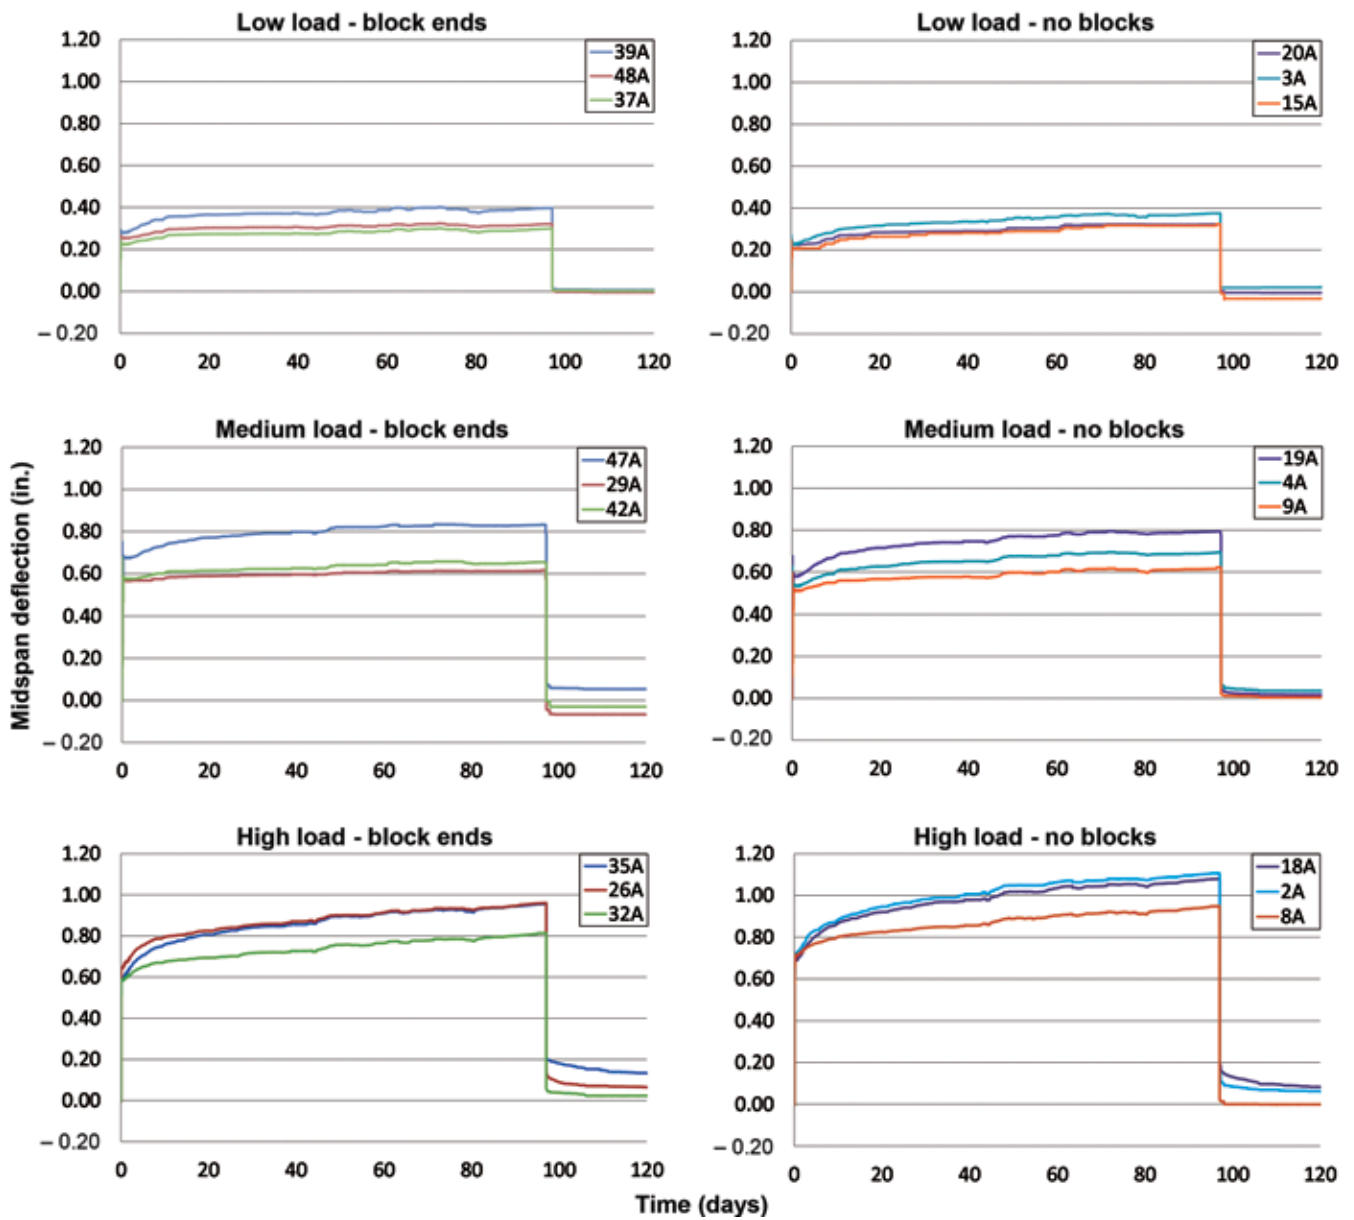 Low load - block ends
1.20
1.00
0.80
0.60
0.40
0.20
0.00
– 0.20
0 20 40 60 80 100 120
39A
48A
37A
Low load - no blocks
1.20
1.00
0.80
0.60
0.40
0.20
0.00
– 0.20
0 20 40 60 80 100 120
20A
3A
15A
Midspan deflection (in.)
Medium load - block ends
1.20
1.00
0.80
0.60
0.40
0.20
0.00
– 0.20
0 20 40 60 80 100 120
47A
29A
42A
Medium load - no blocks
1.20
1.00
0.80
0.60
0.40
0.20
0.00
– 0.20
0 20 40 60 80 100 120
19A
4A
9A
High load - block ends
1.20
1.00
0.80
0.60
0.40
0.20
0.00
– 0.20
0 20 40 60 80 100 120
35A
26A
32A
High load - no blocks
1.20
1.00
0.80
0.60
0.40
0.20
0.00
– 0.20
0 20 40 60 80 100 120
18A
2A
8A
Time (days)